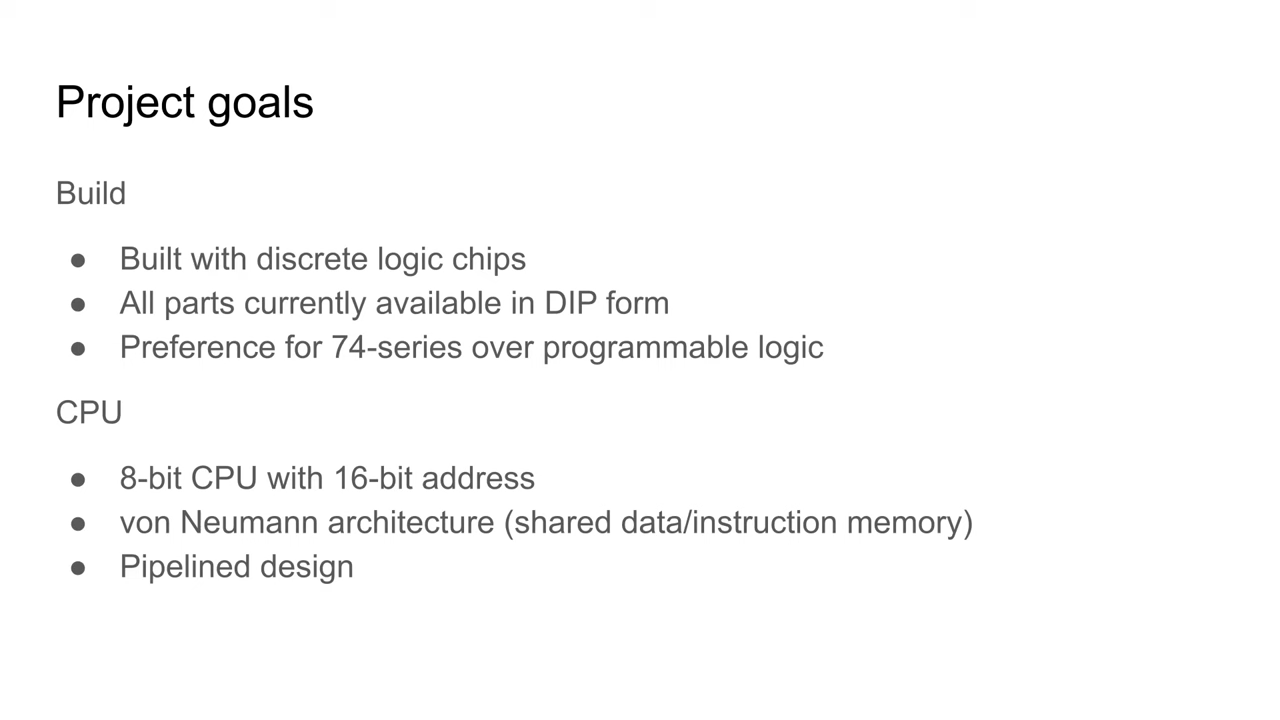 Project goals
Build
● Built with discrete logic chips
● All parts currently available in DIP form
● Preference for 74-series over programmable logic
CPU
● 8-bit CPU with 16-bit address
● von Neumann architecture (shared data/instruction memory)
● Pipelined design